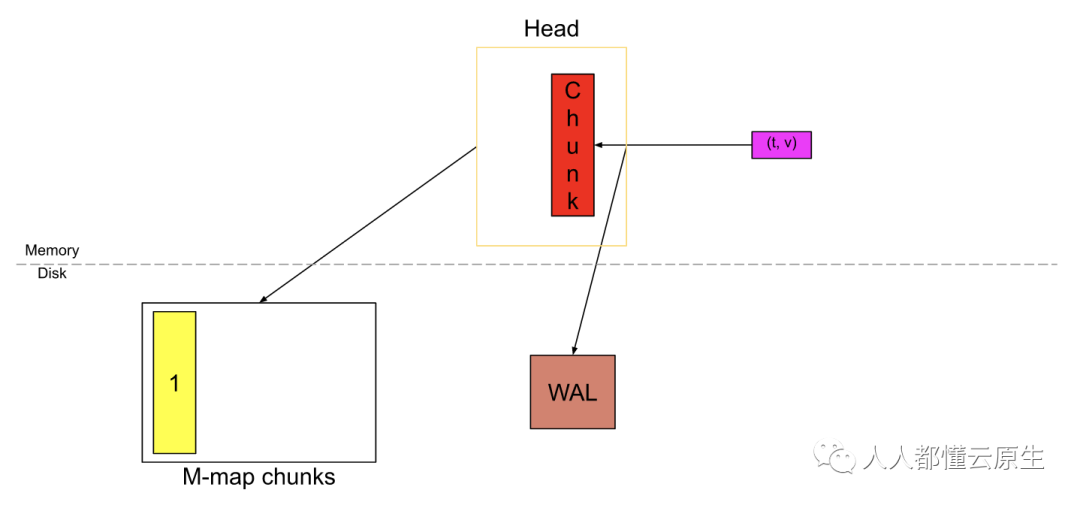 Head
C
h
u
n
k
(t, v)
Memory
Disk
1
WAL
M-map chunks
人人都懂云原生